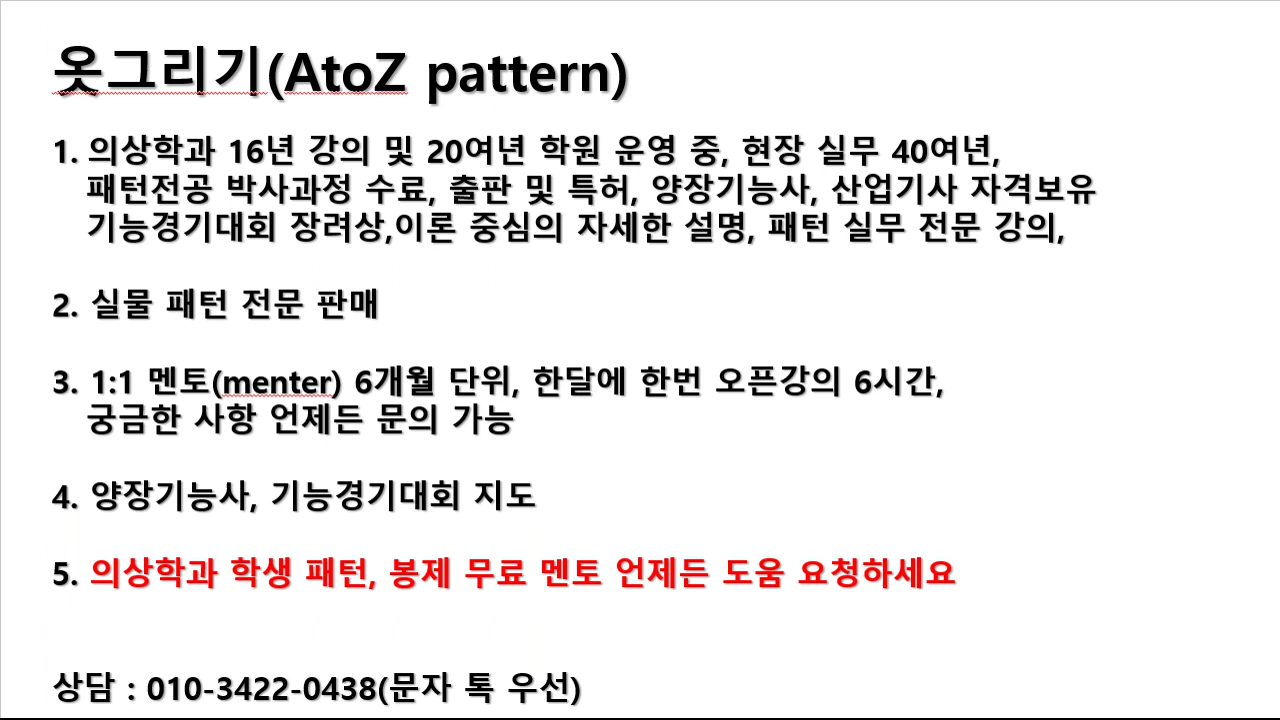 옷그리기(AtoZ pattern)
1. 의상학과 16년 강의 및 20여년 학원 운영 중, 현장 실무 40여년,
패턴전공 박사과정 수료, 출판 및 특허, 양장기능사, 산업기사 자격보유
기능경기대회 장려상,이론 중심의 자세한 설명, 패턴 실무 전문 강의,
2. 실물 패턴 전문 판매
3. 1:1 멘토(menter) 6개월 단위, 한달에 한번 오픈강의 6시간,
궁금한 사항 언제든 문의 가능
4. 양장기능사, 기능경기대회 지도
5. 의상학과 학생 패턴, 봉제 무료 멘토 언제든 도움 요청하세요
상담 : 010-3422-0438(문자 톡 우선)